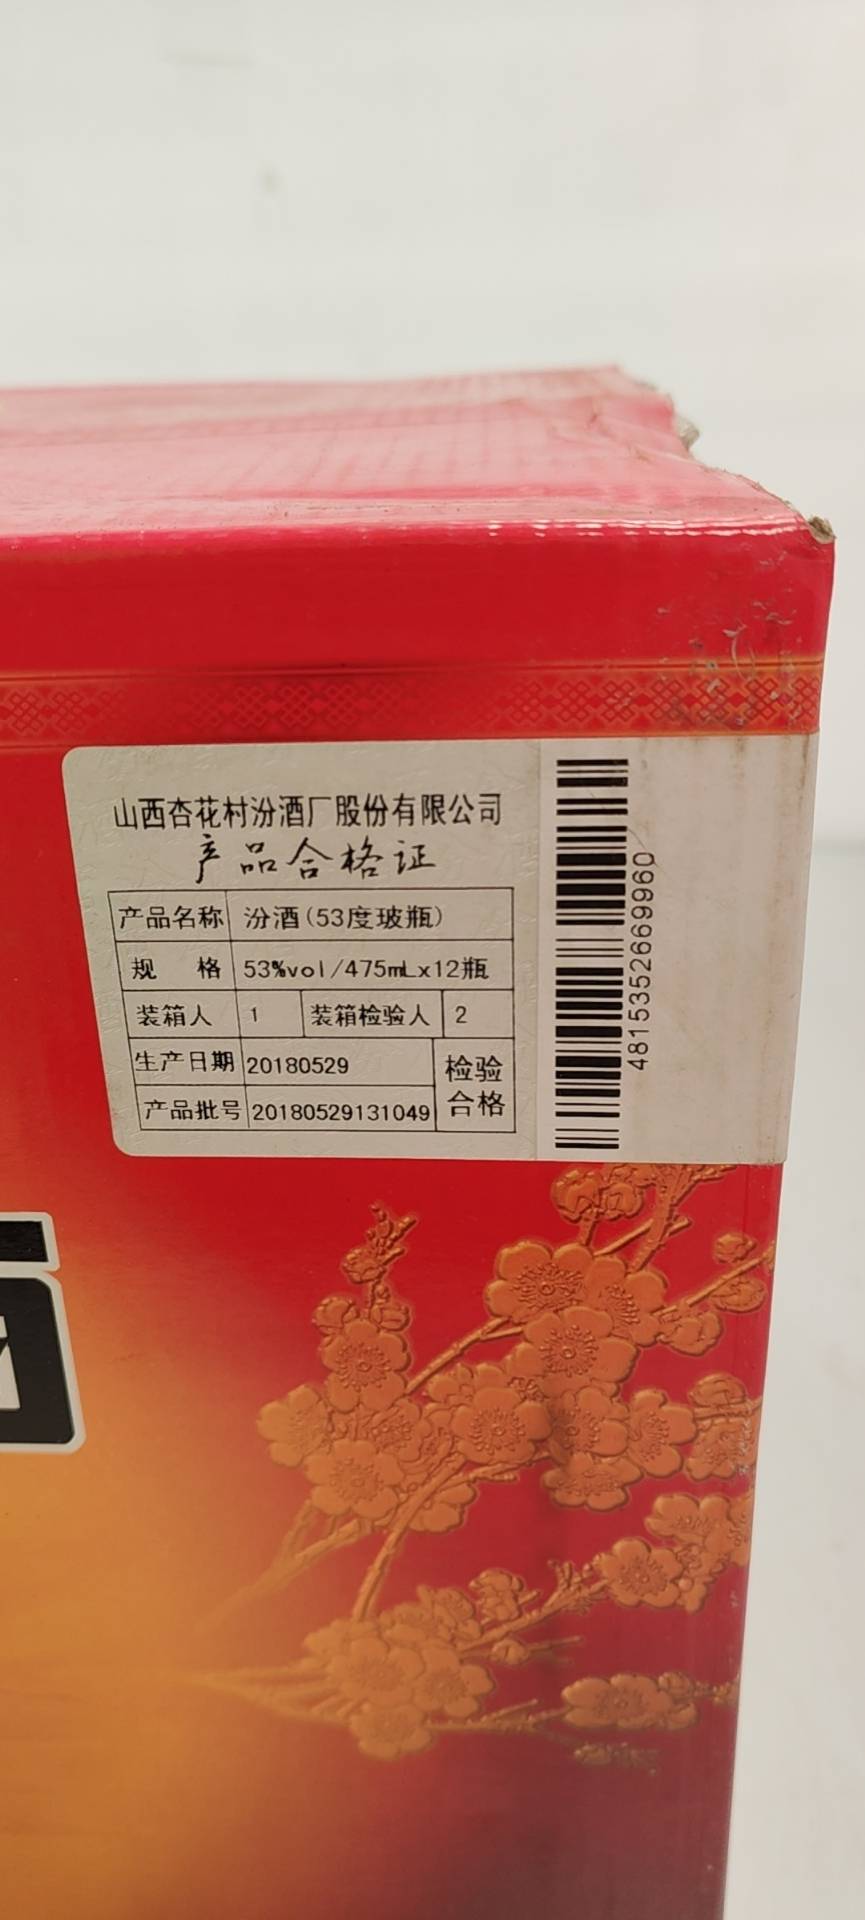 山西杏花村汾酒厂股份有限公司
产品合格证
产品名称 汾酒(53度玻瓶)
规 格 53%vol/475mLx12瓶
装箱人 1 装箱检验人 2
生产日期 20180529
检验合格
产品批号 20180529131049
4815352669960